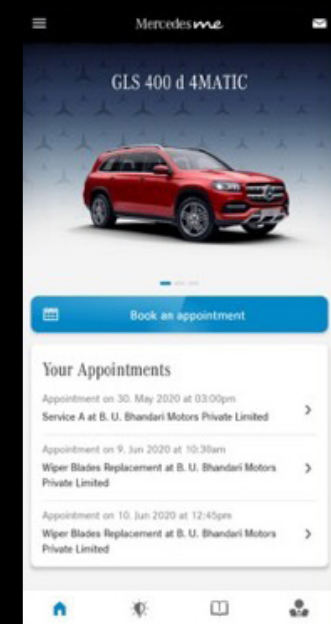 Mercedes me
GLS 400 d 4MATIC
Book an appointment
Your Appointments
Appointment on 30. May 2020 at 03:00pm
Service A at B. U. Bhandari Motors Private Limited
Appointment on 9. Jun 2020 at 10:30am
Wiper Blades Replacement at B. U. Bhandari Motors
Private Limited
Appointment on 10. Jun 2020 at 12:45pm
Wiper Blades Replacement at B. U. Bhandari Motors
Private Limited